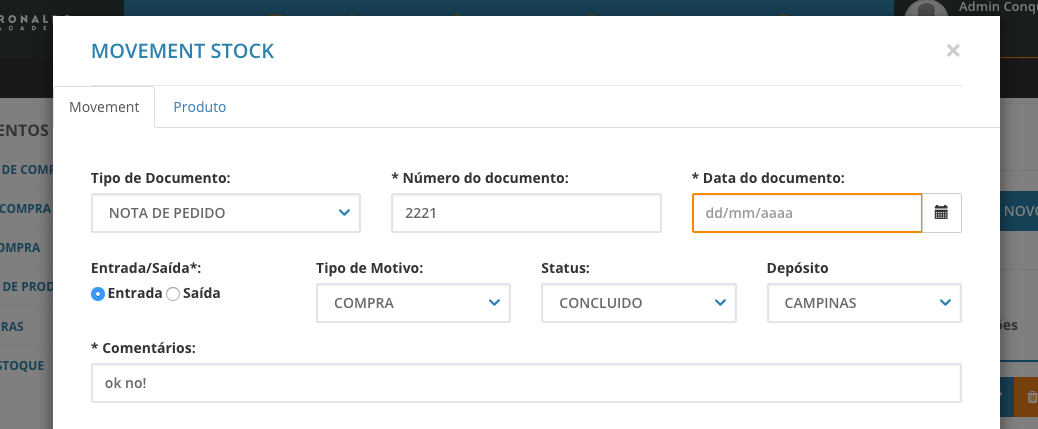 RONAL
ACADE
Admin Conqu
MOVEMENT STOCK
×
Movement
Produto
ENTOS
DE COMP
COMPRA
OMPRA
DE PROD
RAS
STOQUE
NOVO
ões
Tipo de Documento:
* Número do documento:
* Data do documento:
NOTA DE PEDIDO
2221
dd/mm/aaaa
Entrada/Saída*:
Tipo de Motivo:
Status:
Depósito
Entrada
Saída
COMPRA
CONCLUIDO
CAMPINAS
* Comentários:
ok no!